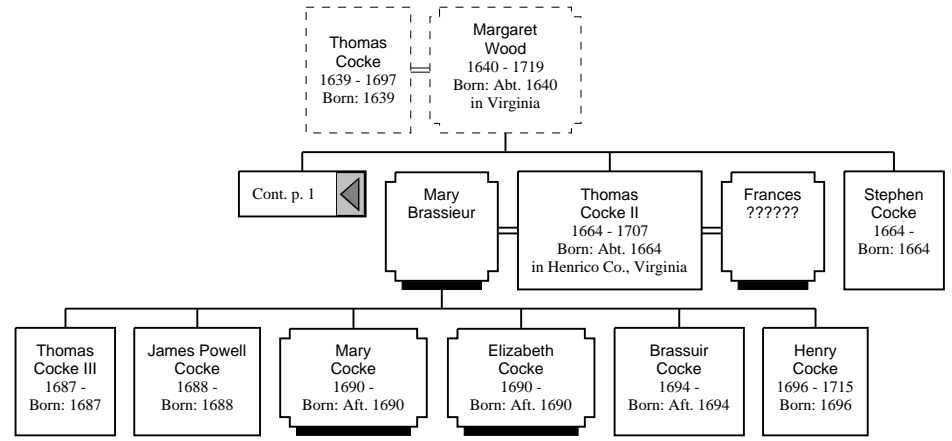 Thomas
Cocke
1639 - 1697
Born: 1639
Margaret
Wood
1640 - 1719
Born: Abt. 1640
in Virginia
Cont. p. 1
Mary
Brassieur
Thomas
Cocke II
1664 - 1707
Born: Abt. 1664
in Henrico Co., Virginia
Frances
??????
Stephen
Cocke
1664 -
Born: 1664
Thomas
Cocke III
1687 -
Born: 1687
James Powell
Cocke
1688 -
Born: 1688
Mary
Cocke
1690 -
Born: Aft. 1690
Elizabeth
Cocke
1690 -
Born: Aft. 1690
Brassuir
Cocke
1694 -
Born: Aft. 1694
Henry
Cocke
1696 - 1715
Born: 1696